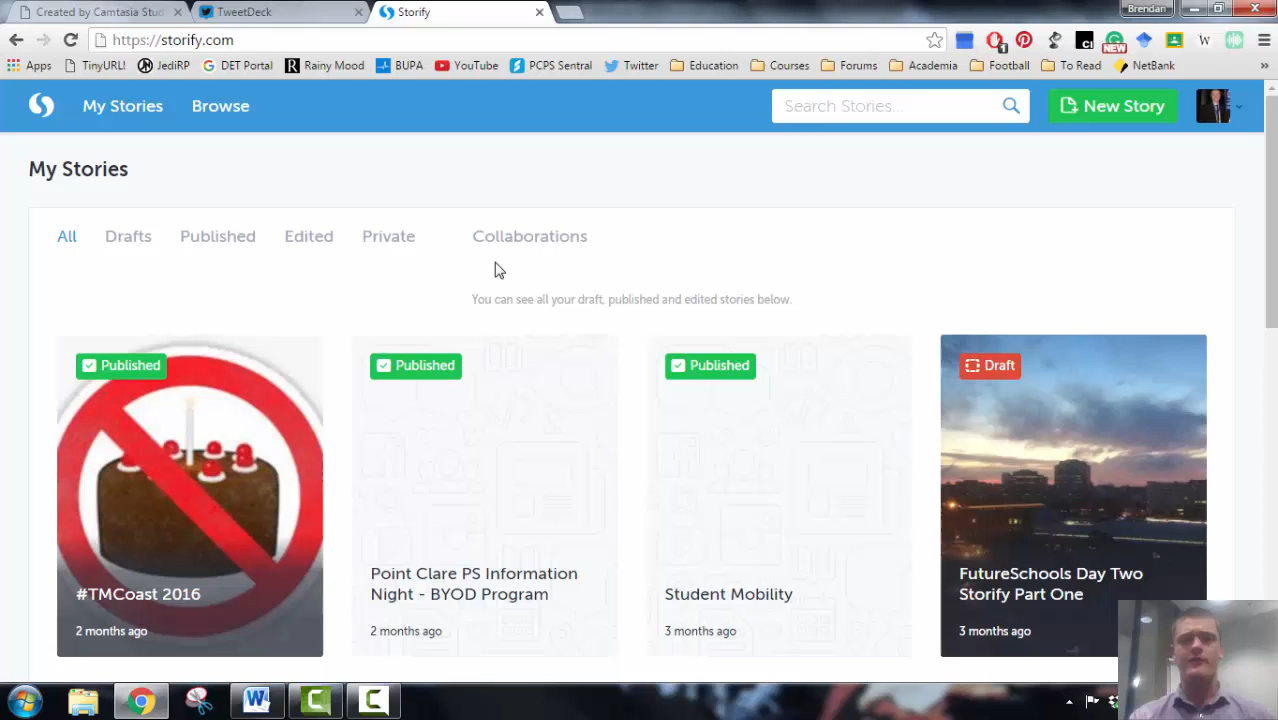 Created by Camtasia Stud
TweetDeck
Storify
Brendan
https://storify.com
1
CI
NEW
W
Apps
TinyURL!
JediRP
DET Portal
Rainy Mood
BUPA
YouTube
PCPS Sentral
Twitter
Education
Courses
Forums
Academia
Football
To Read
NetBank
»
My Stories
Browse
Search Stories...
New Story
My Stories
All
Drafts
Published
Edited
Private
Collaborations
You can see all your draft, published and edited stories below.
Published
#TMCoast 2016
2 months ago
Published
Point Clare PS Information
Night - BYOD Program
2 months ago
Published
Student Mobility
3 months ago
Draft
FutureSchools Day Two
Storify Part One
3 months ago